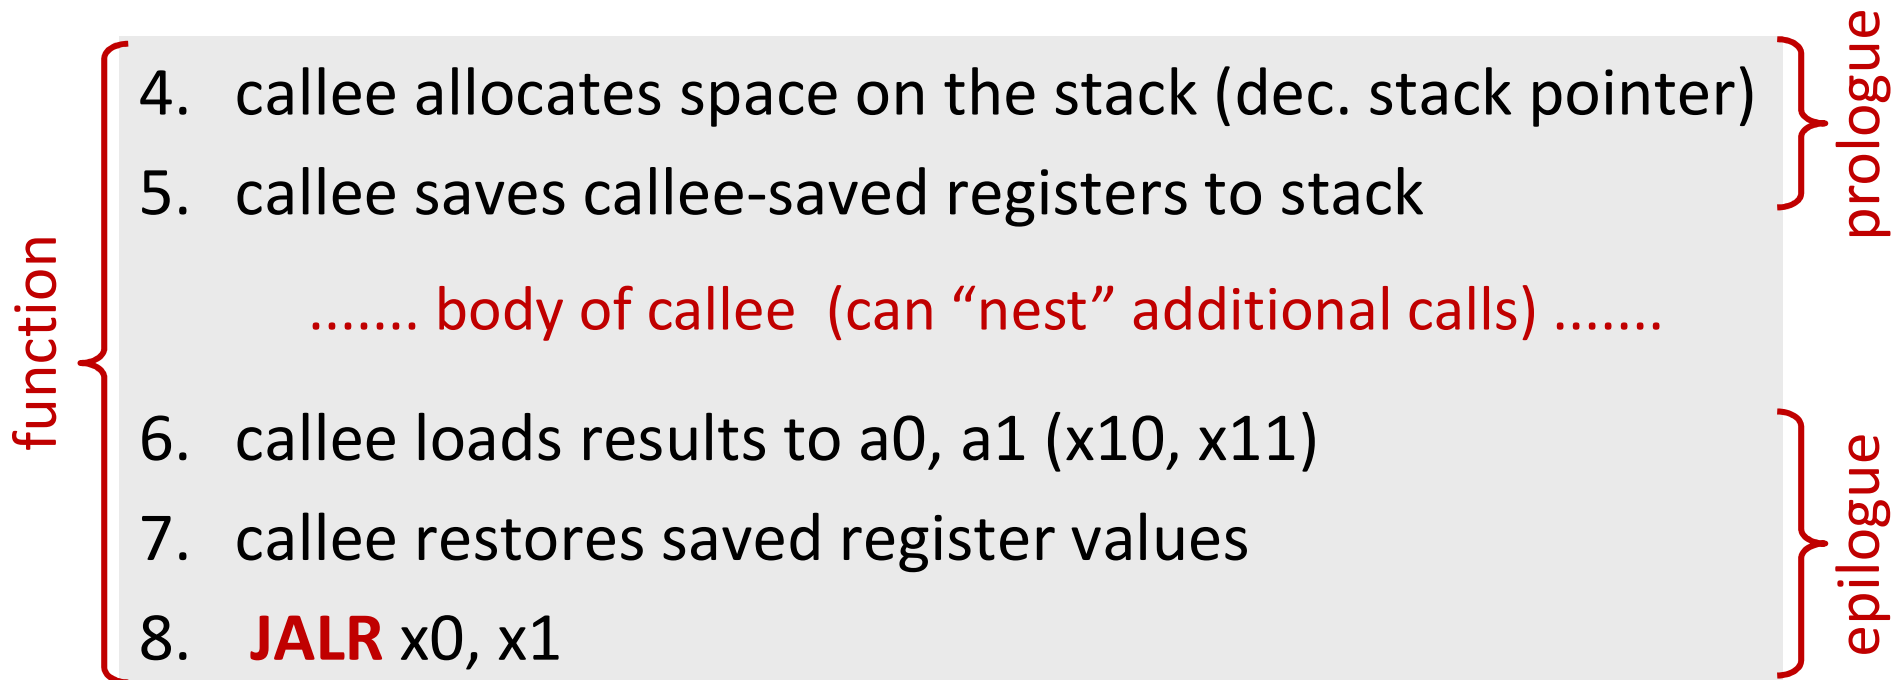 function
prologue
4. callee allocates space on the stack (dec. stack pointer)
5. callee saves callee-saved registers to stack
....... body of callee (can “nest” additional calls) .......
6. callee loads results to a0, a1 (x10, x11)
7. callee restores saved register values
8. JALR x0, x1
epilogue